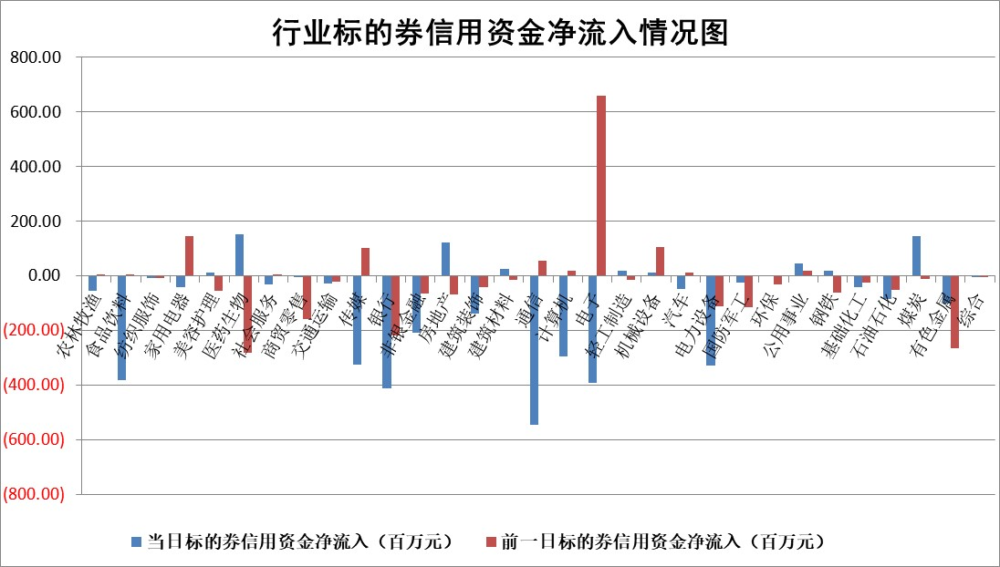 行业标的券信用资金净流入情况图
800.00
600.00
400.00
200.00
0.00
(200.00)
(400.00)
(600.00)
(800.00)
农林牧渔
食品饮料
纺织服饰
家用电器
美容护理
医药生物
社会服务
商贸零售
交通运输
传媒
银行
非银金融
房地产
建筑装饰
建筑材料
通信
计算机
电子
轻工制造
机械设备
汽车
电力设备
国防军工
环保
公用事业
钢铁
基础化工
石油石化
煤炭
有色金属
综合
当日标的券信用资金净流入（百万元）
前一日标的券信用资金净流入（百万元）